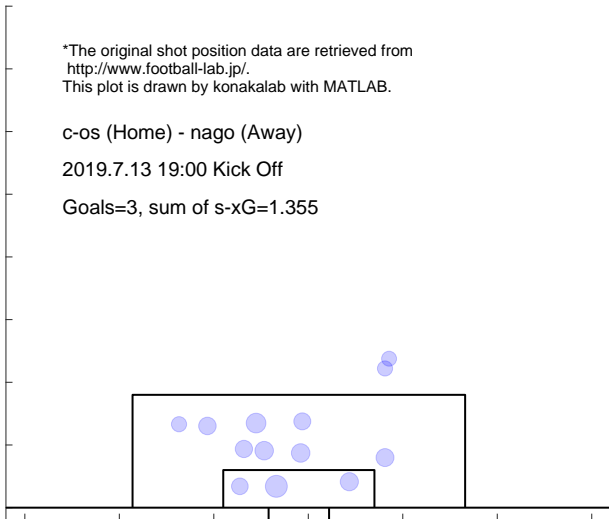 *The original shot position data are retrieved from
http://www.football-lab.jp/.
This plot is drawn by konakalab with MATLAB.
c-os (Home) - nago (Away)
2019.7.13 19:00 Kick Off
Goals=3, sum of s-xG=1.355